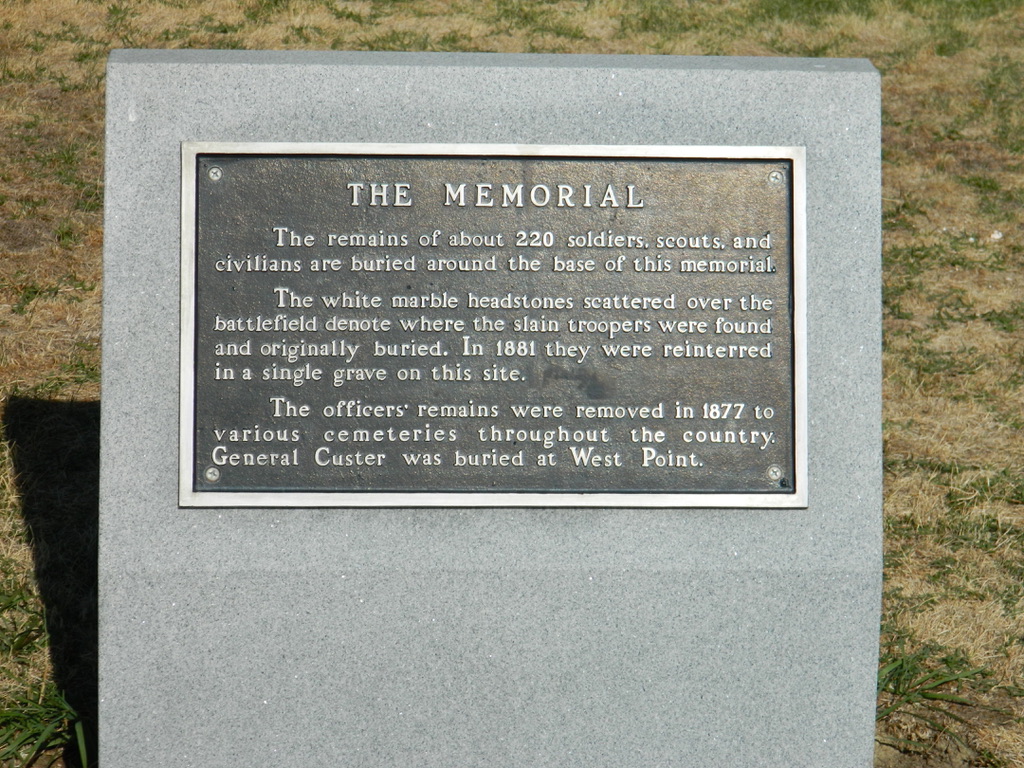 THE MEMORIAL
The remains of about 220 soldiers, scouts, and
civilians are buried around the base of this memorial.
The white marble headstones scattered over the
battlefield denote where the slain troopers were found
and originally buried. In 1881 they were reinterred
in a single grave on this site.
The officers' remains were removed in 1877 to
various cemeteries throughout the country.
General Custer was buried at West Point.